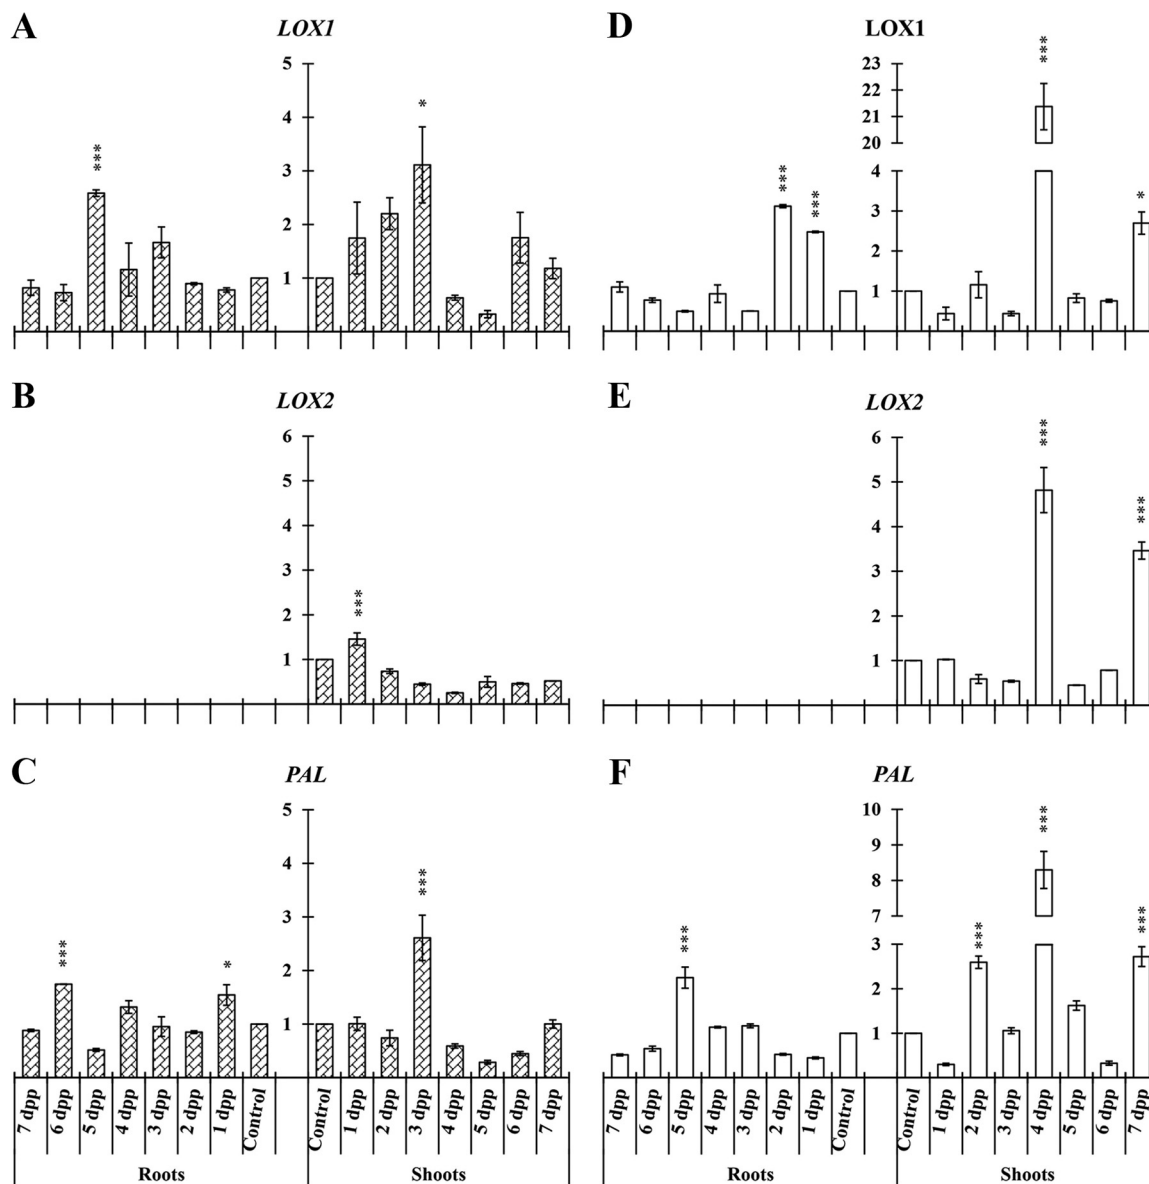 A
LOX1
5
4
3
2
1
***
*
D
LOX1
23
22
21
20
4
3
2
1
***
***
***
*
B
LOX2
6
5
4
3
2
1
***
E
LOX2
6
5
4
3
2
1
***
***
C
PAL
5
4
3
2
1
***
*
***
F
PAL
10
9
8
7
3
2
1
***
***
***
***
7 dpp
6 dpp
5 dpp
4 dpp
3 dpp
2 dpp
1 dpp
Control
Control
1 dpp
2 dpp
3 dpp
4 dpp
5 dpp
6 dpp
7 dpp
Roots
Shoots
7 dpp
6 dpp
5 dpp
4 dpp
3 dpp
2 dpp
1 dpp
Control
Control
1 dpp
2 dpp
3 dpp
4 dpp
5 dpp
6 dpp
7 dpp
Roots
Shoots